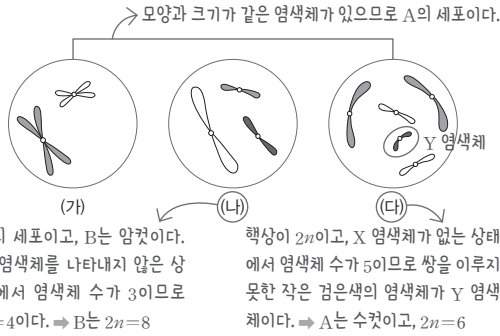 모양과 크기가 같은 염색체가 있으므로 A의 세포이다.
Y 염색체
(가) (나) (다)
세포이고, B는 암컷이다.
염색체를 나타내지 않은 상
에서 염색체 수가 3이므로
=4이다. ➡ B는 2n=8
핵상이 2n이고, X 염색체가 없는 상태
에서 염색체 수가 5이므로 쌍을 이루지
못한 작은 검은색의 염색체가 Y 염색
체이다. ➡ A는 수컷이고, 2n=6